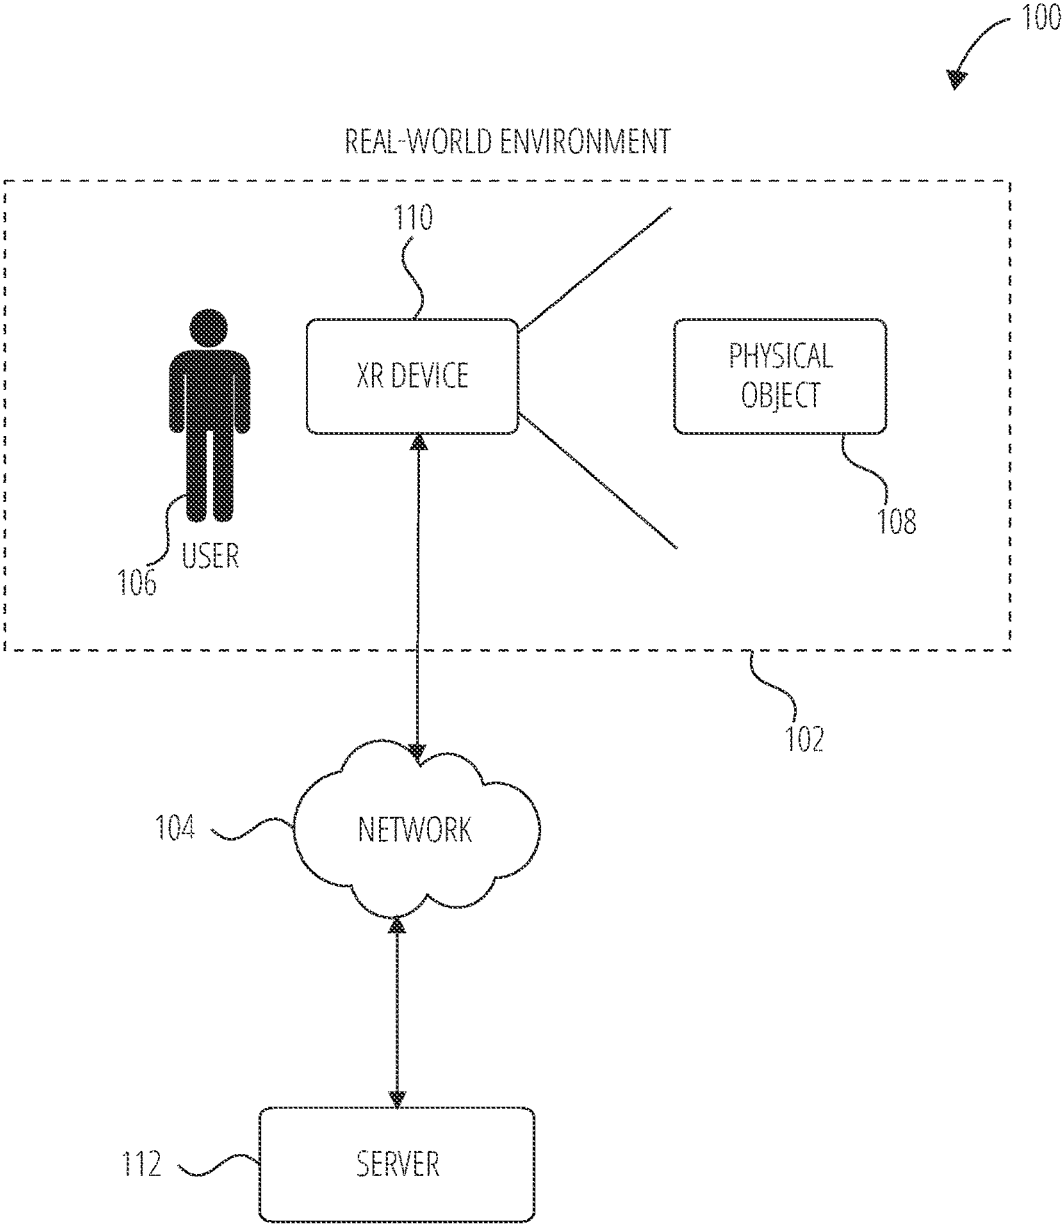 100
REAL-WORLD ENVIRONMENT
110
XR DEVICE
PHYSICAL
OBJECT
108
USER
106
102
104
NETWORK
112
SERVER